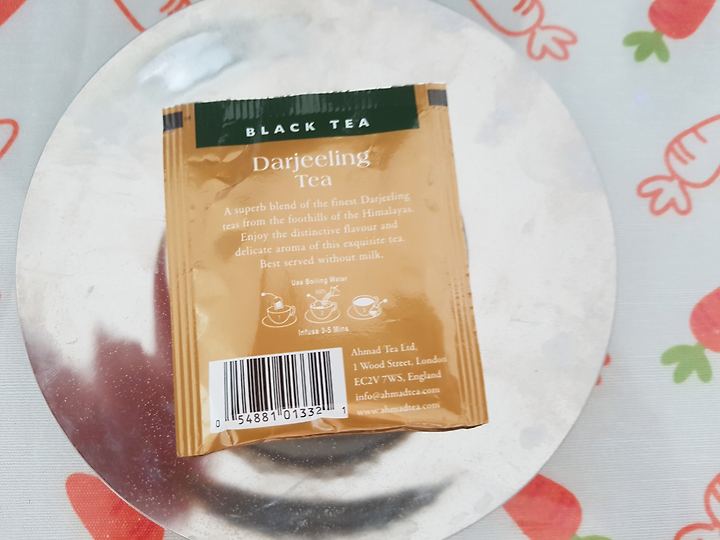 BLACK TEA
Darjeeling
Tea
A superb blend of the finest Darjeeling
teas from the foothills of the Himalayas.
Enjoy the distinctive flavour and
delicate aroma of this exquisite tea.
Best served without milk.
Use Boiling Water
Infuse 3-5 Mins
Ahmad Tea Ltd,
1 Wood Street, London
EC2V 7WS, England
info@ahmadtea.com
www.ahmadtea.com
0 54881 01332 1